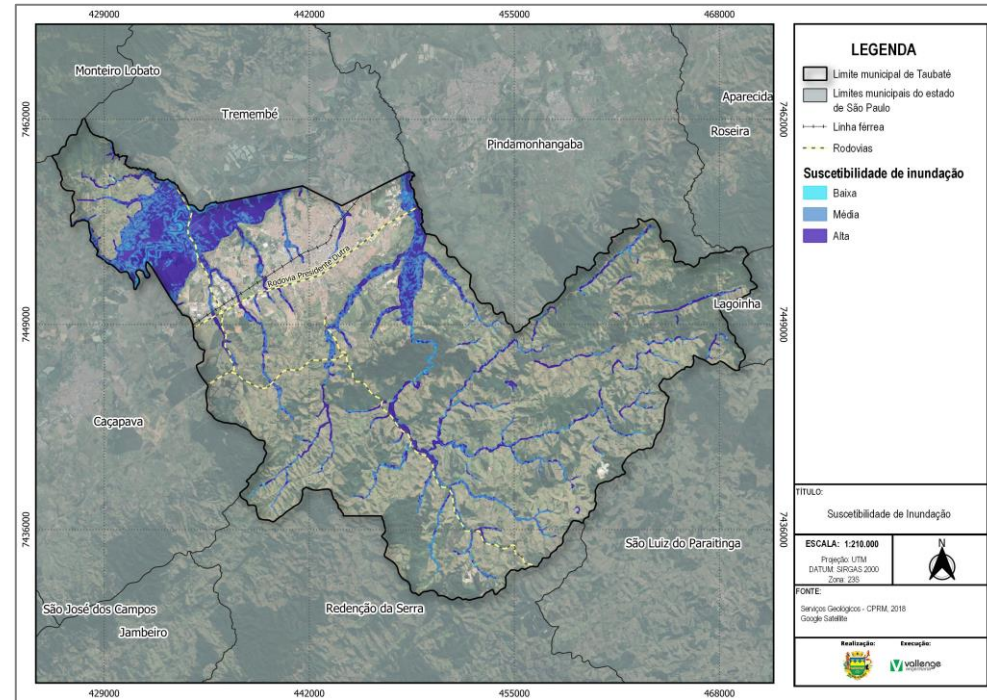 429000
442000
455000
468000
Monteiro Lobato
Tremembé
Aparecida
Roseira
Pindamonhangaba
7462000
7462000
Rodovia Presidente Dutra
Lagoinha
7449000
7449000
Caçapava
São Luiz do Paraitinga
7436000
7436000
São José dos Campos
Redenção da Serra
Jambeiro
429000
442000
455000
468000
LEGENDA
Limite municipal de Taubaté
Limites municipais do estado
de São Paulo
Linha férrea
Rodovias
Suscetibilidade de inundação
Baixa
Média
Alta
TÍTULO:
Suscetibilidade de Inundação
ESCALA: 1:210.000
Projeção: UTM
DATUM: SIRGAS 2000
Zona: 23S
N
FONTE:
Serviços Geológicos - CPRM, 2018
Google Satellite
Realização:
Execução:
vallenge